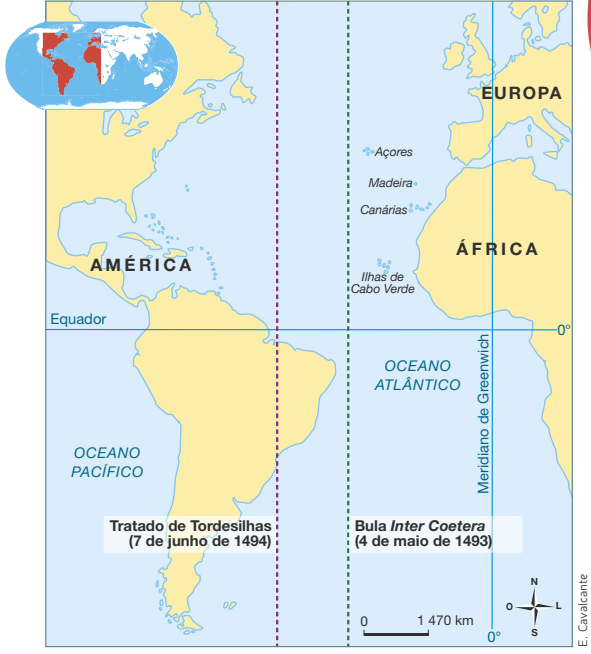 EUROPA
Açores
Madeira
Canárias
ÁFRICA
AMÉRICA
Ilhas de
Cabo Verde
Equador
0°
OCEANO
ATLÂNTICO
Meridiano de Greenwich
OCEANO
PACÍFICO
Tratado de Tordesilhas
(7 de junho de 1494)
Bula Inter Coetera
(4 de maio de 1493)
N
O
L
S
0
1 470 km
0°
E. Cavalcante